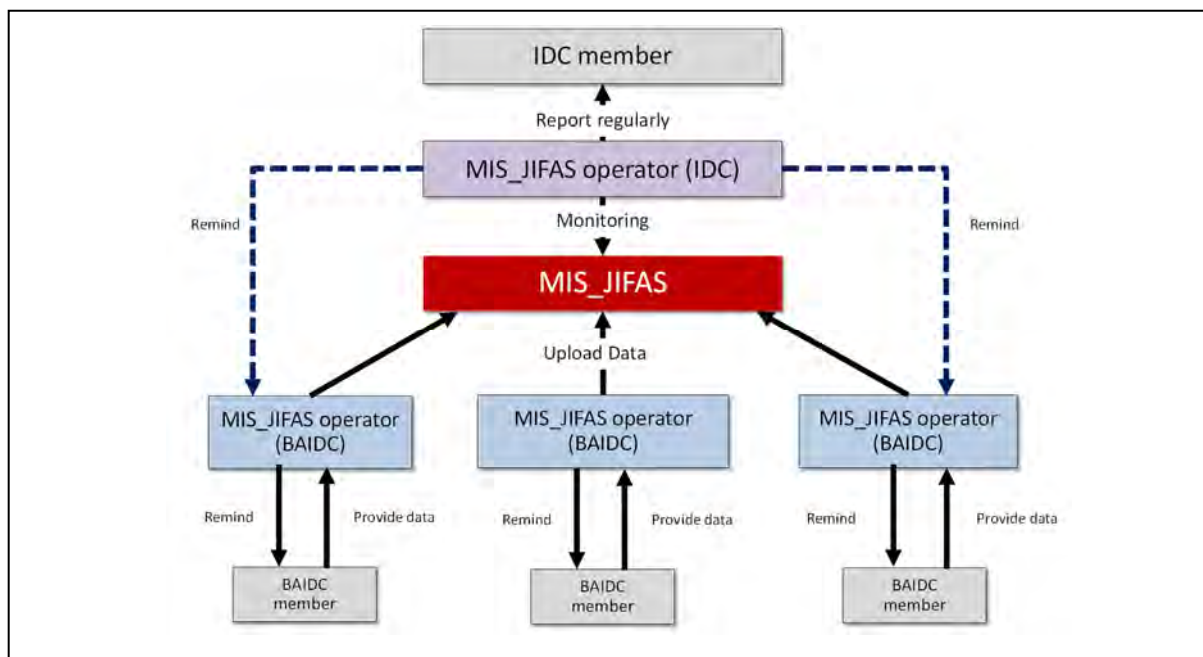 IDC member
Report regularly
MIS_JIFAS operator (IDC)
Remind
Monitoring
Remind
MIS_JIFAS
Upload Data
MIS_JIFAS operator
(BAIDC)
MIS_JIFAS operator
(BAIDC)
MIS_JIFAS operator
(BAIDC)
Remind
Provide data
Remind
Provide data
Remind
Provide data
BAIDC
member
BAIDC
member
BAIDC
member